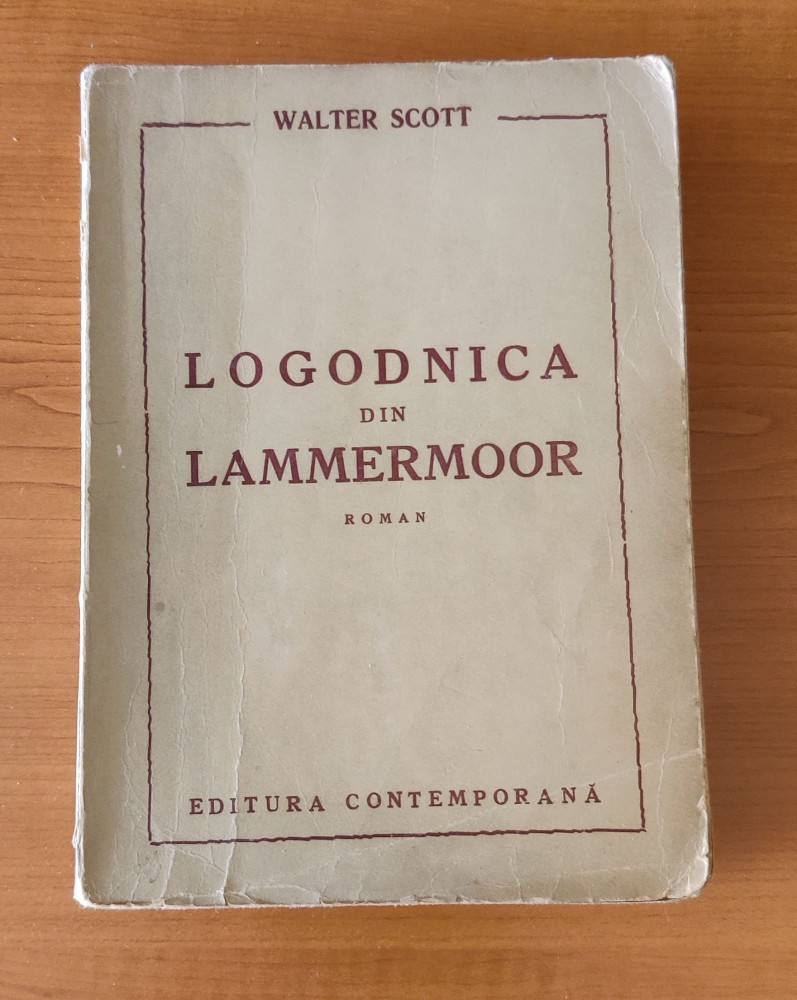 WALTER SCOTT
LOGODNICA
DIN
LAMMERMOOR
ROMAN
EDITURA CONTEMPORANĂ